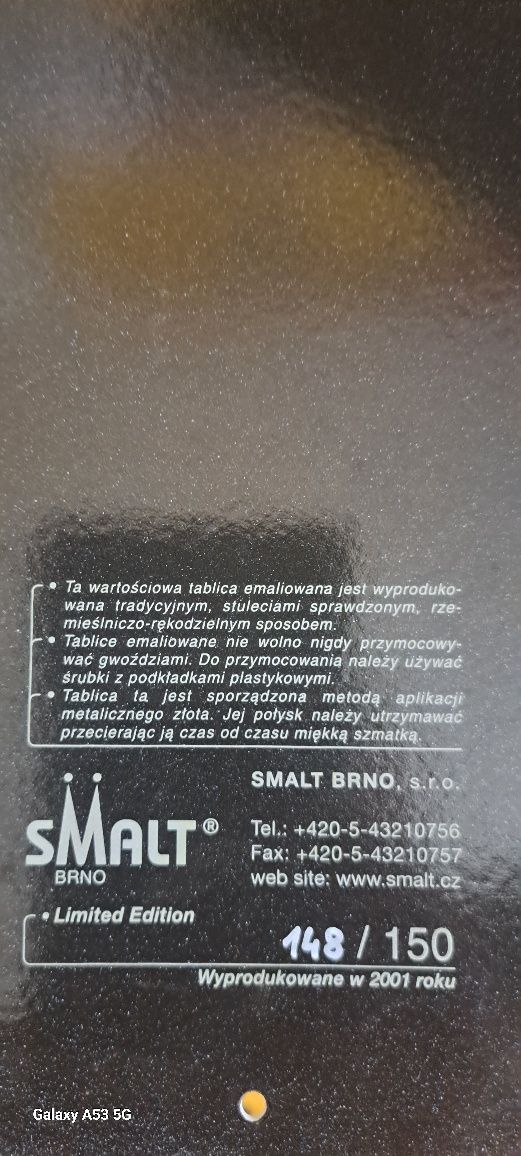 • Ta wartościowa tablica emaliowana jest wyproduko-
wana tradycyjnym, stuleciami sprawdzonym, rze-
mieślniczo-rękodzielnym sposobem.
• Tablice emaliowane nie wolno nigdy przymocowy-
wać gwoździami. Do przymocowania należy używać
śrubki z podkładkami plastykowymi.
• Tablica ta jest sporządzona metodą aplikacji
metalicznego złota. Jej połysk należy utrzymawać
przecierając ją czas od czasu miękką szmatką.
SMALT®
BRNO
SMALT BRNO, s.r.o.
Tel.: +420-5-43210756
Fax: +420-5-43210757
web site: www.smalt.cz
• Limited Edition
148 / 150
Wyprodukowane w 2001 roku
Galaxy A53 5G